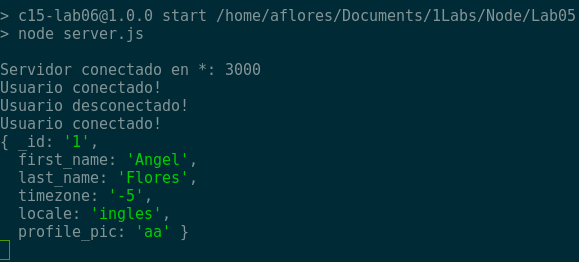 > c15-lab06@1.0.0 start /home/aflores/Documents/1Labs/Node/Lab05
> node server.js
Servidor conectado en *: 3000
Usuario conectado!
Usuario desconectado!
Usuario conectado!
{ _id: '1',
first_name: 'Angel',
last_name: 'Flores',
timezone: '-5',
locale: 'ingles',
profile_pic: 'aa' }